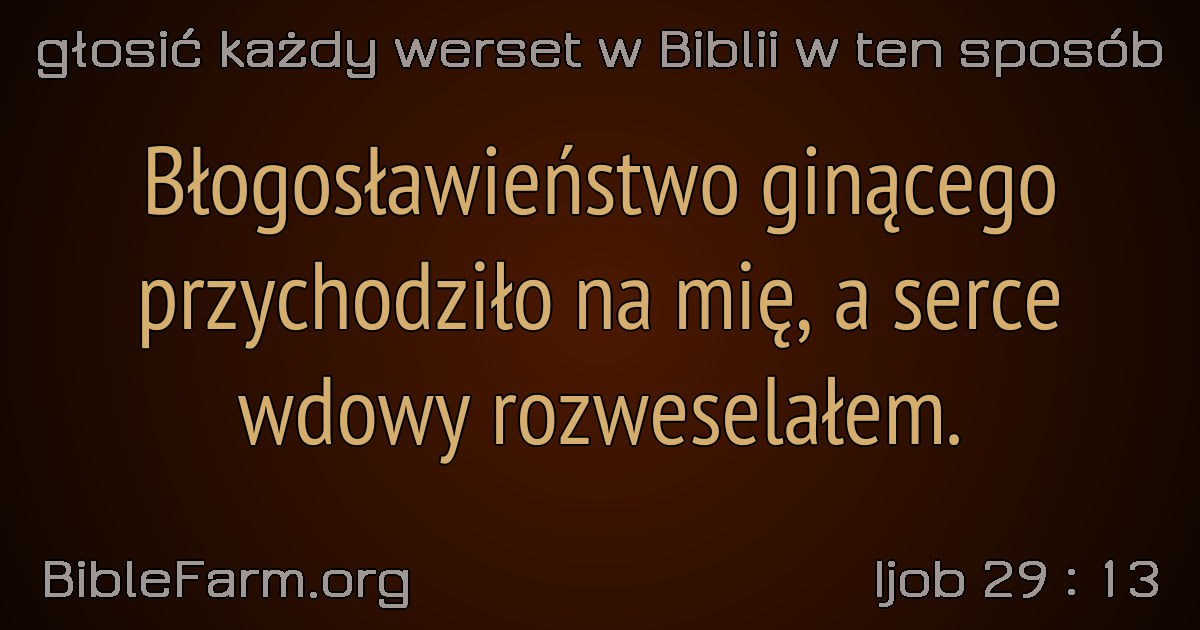 głosić każdy werset w Biblii w ten sposób
Błogosławieństwo ginącego
przychodziło na mię, a serce
wdowy rozweselałem.
BibleFarm.org
Ijob 29 : 13